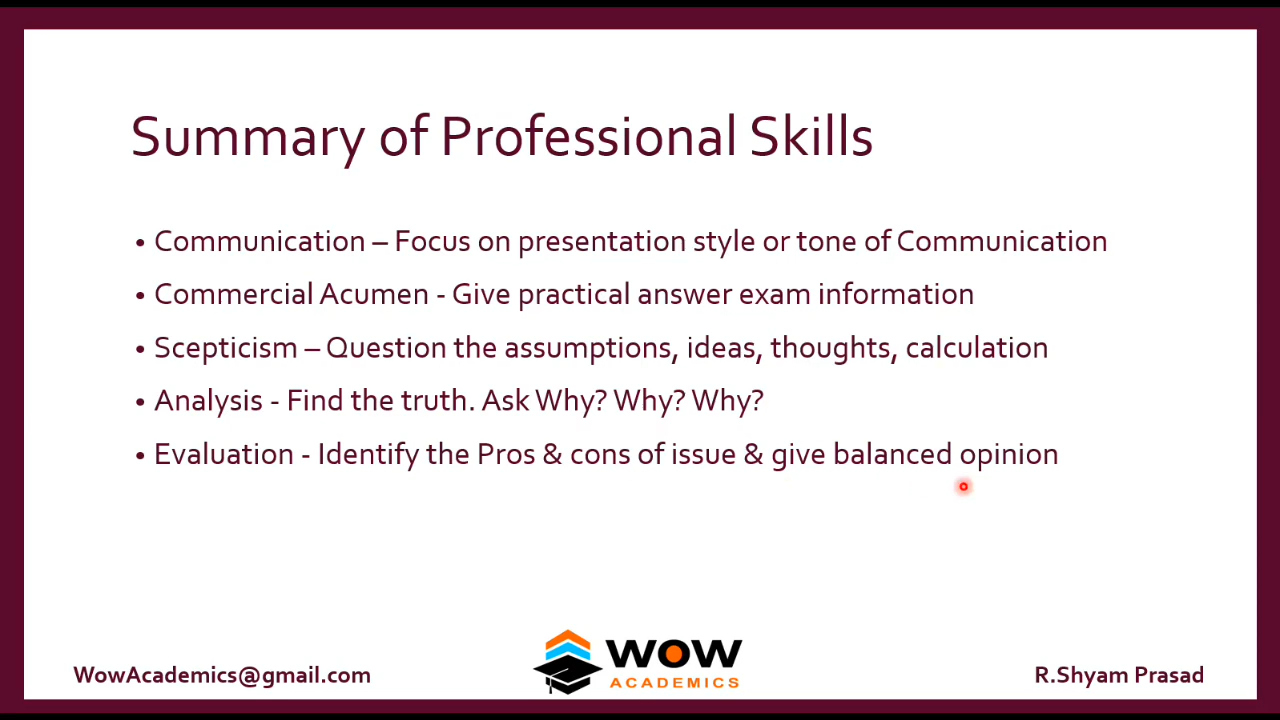 Summary of Professional Skills
• Communication – Focus on presentation style or tone of Communication
• Commercial Acumen - Give practical answer exam information
• Scepticism – Question the assumptions, ideas, thoughts, calculation
• Analysis - Find the truth. Ask Why? Why? Why?
• Evaluation - Identify the Pros & cons of issue & give balanced opinion
WowAcademics@gmail.com
WOW
ACADEMICS
R.Shyam Prasad